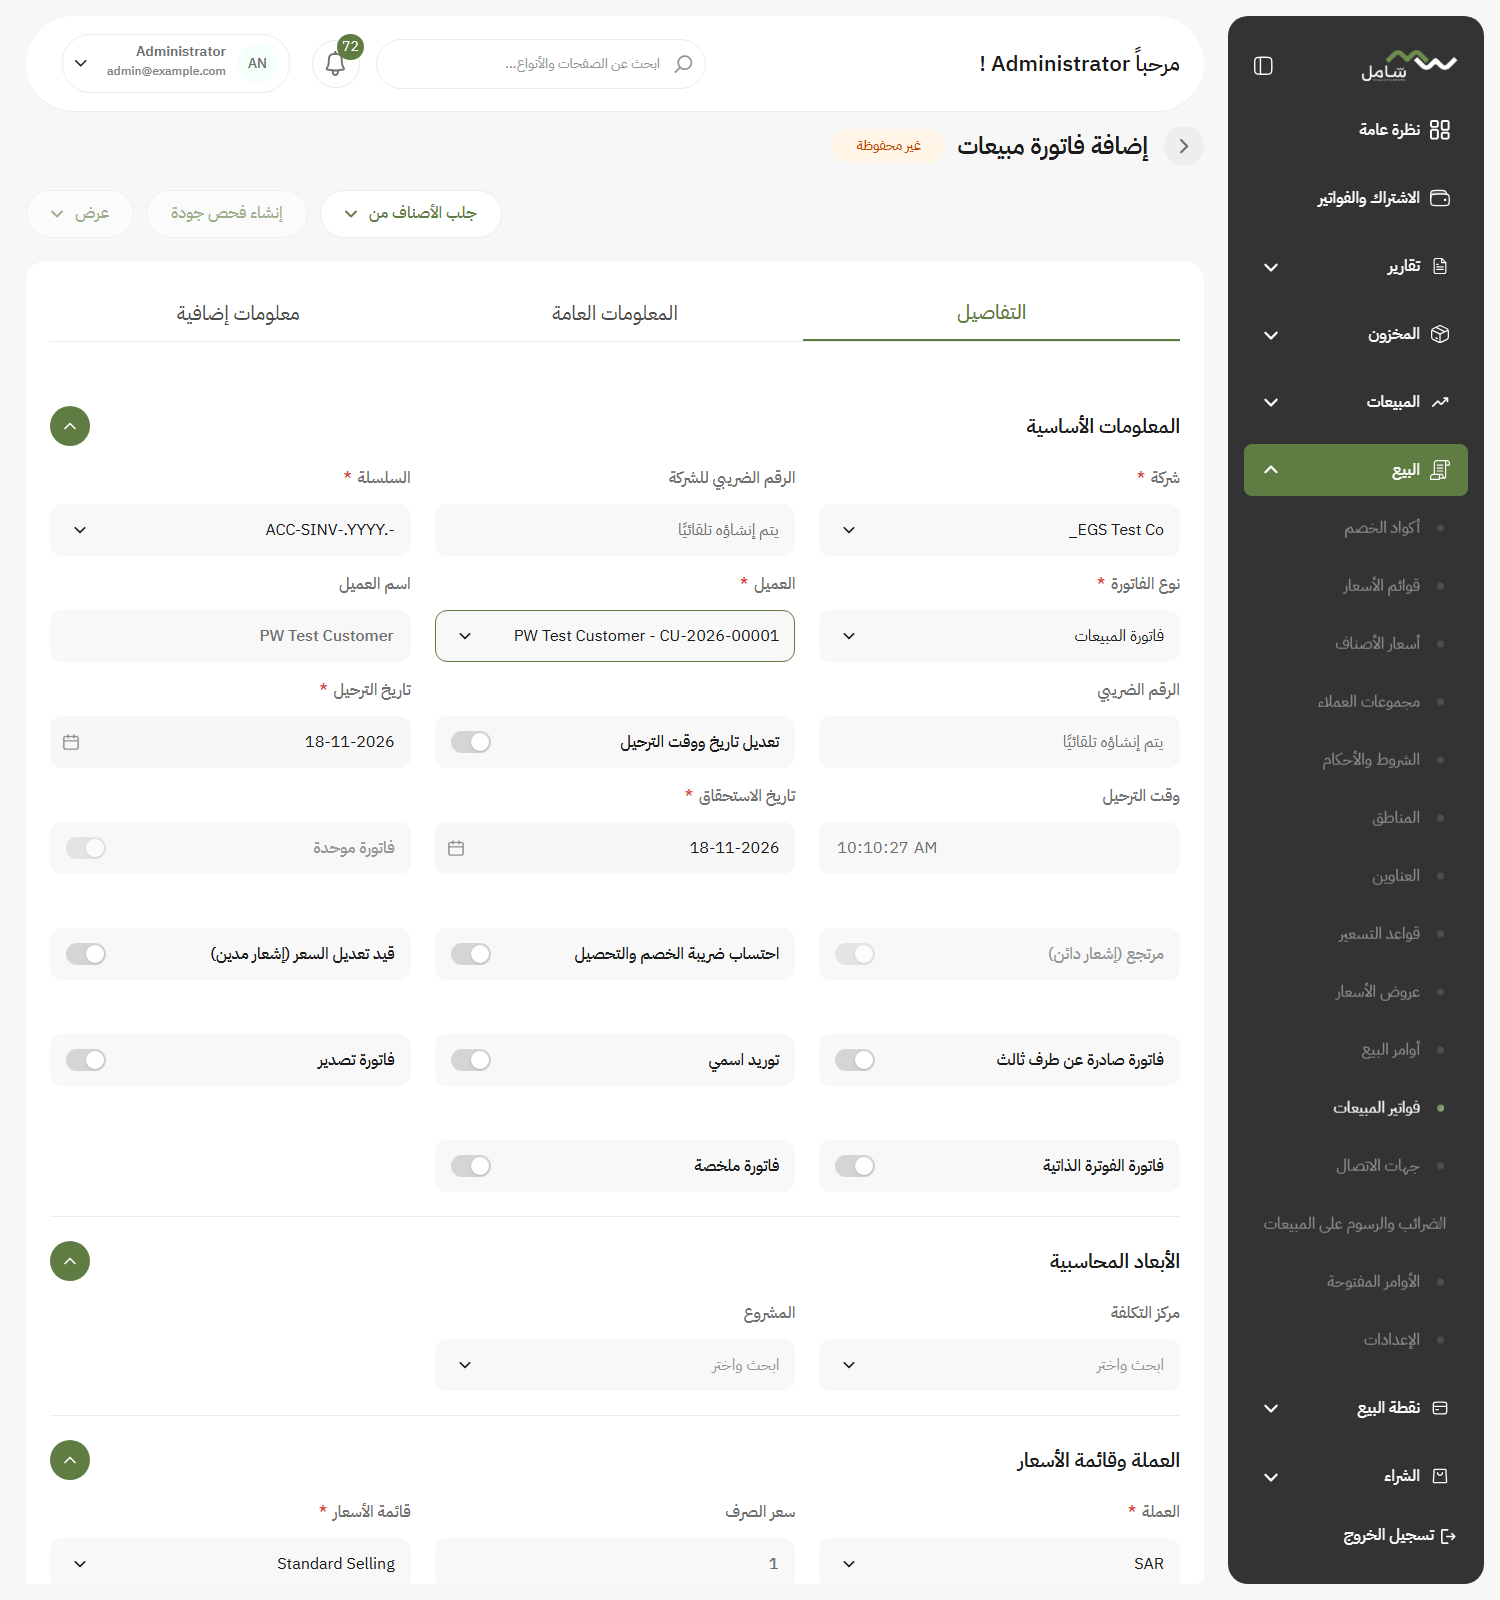 شامل
نظرة عامة
الاشتراك والفواتير
تقارير
المخزون
المبيعات
البيع
أكواد الخصم
قوائم الأسعار
أسعار الأصناف
مجموعات العملاء
الشروط والأحكام
المناطق
العناوين
قواعد التسعير
عروض الأسعار
أوامر البيع
فواتير المبيعات
جهات الاتصال
الضرائب والرسوم على المبيعات
الأوامر المفتوحة
الإعدادات
نقطة البيع
الشراء
تسجيل الخروج
مرحباً Administrator !
ابحث عن الصفحات والأنواع...
72
AN
Administrator
admin@example.com
إضافة فاتورة مبيعات
غير محفوظة
جلب الأصناف من
إنشاء فحص جودة
عرض
التفاصيل
المعلومات العامة
معلومات إضافية
المعلومات الأساسية
شركة *
الرقم الضريبي للشركة
السلسلة *
_EGS Test Co
يتم إنشاؤه تلقائيًا
ACC-SINV-.YYYY.-
نوع الفاتورة *
العميل *
اسم العميل
فاتورة المبيعات
PW Test Customer - CU-2026-00001
PW Test Customer
الرقم الضريبي
تاريخ الترحيل *
يتم إنشاؤه تلقائيًا
تعديل تاريخ ووقت الترحيل
18-11-2026
وقت الترحيل
تاريخ الاستحقاق *
10:10:27 AM
18-11-2026
فاتورة موحدة
مرتجع (إشعار دائن)
احتساب ضريبة الخصم والتحصيل
قيد تعديل السعر (إشعار مدين)
فاتورة صادرة عن طرف ثالث
توريد اسمي
فاتورة تصدير
فاتورة الفوترة الذاتية
فاتورة ملخصة
الأبعاد المحاسبية
مركز التكلفة
المشروع
ابحث واختر
ابحث واختر
العملة وقائمة الأسعار
العملة *
سعر الصرف
قائمة الأسعار *
SAR
1
Standard Selling